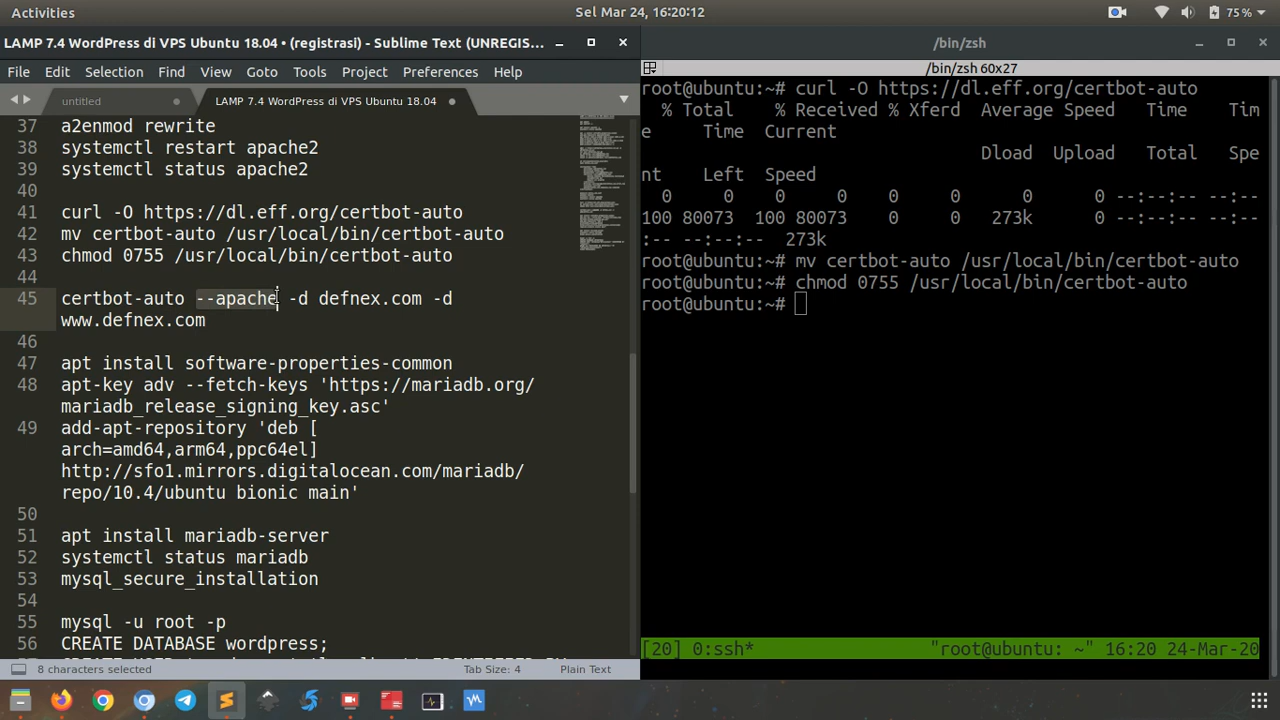 Activities
Sel Mar 24, 16:20:12
75%
LAMP 7.4 WordPress di VPS Ubuntu 18.04 • (registrasi) - Sublime Text (UNREGIS...
File Edit Selection Find View Goto Tools Project Preferences Help
untitled
LAMP 7.4 WordPress di VPS Ubuntu 18.04
37 a2enmod rewrite
38 systemctl restart apache2
39 systemctl status apache2
40
41 curl -O https://dl.eff.org/certbot-auto
42 mv certbot-auto /usr/local/bin/certbot-auto
43 chmod 0755 /usr/local/bin/certbot-auto
44
45 certbot-auto --apache -d defnex.com -d
www.defnex.com
46
47 apt install software-properties-common
48 apt-key adv --fetch-keys 'https://mariadb.org/
mariadb_release_signing_key.asc'
49 add-apt-repository 'deb [
arch=amd64,arm64,ppc64el]
http://sfo1.mirrors.digitalocean.com/mariadb/
repo/10.4/ubuntu bionic main'
50
51 apt install mariadb-server
52 systemctl status mariadb
53 mysql_secure_installation
54
55 mysql -u root -p
56 CREATE DATABASE wordpress;
8 characters selected
Tab Size: 4
Plain Text
/bin/zsh
/bin/zsh 60x27
root@ubuntu:~# curl -O https://dl.eff.org/certbot-auto
% Total % Received % Xferd Average Speed Time Tim
e Time Current
Dload Upload Total Spe
nt Left Speed
0 0 0 0 0 0 0 0 --:--:-- --:--:--
100 80073 100 80073 0 0 273k 0 --:--:-- --:--
:-- --:--:-- 273k
root@ubuntu:~# mv certbot-auto /usr/local/bin/certbot-auto
root@ubuntu:~# chmod 0755 /usr/local/bin/certbot-auto
root@ubuntu:~#
[20] 0:ssh* "root@ubuntu: ~" 16:20 24-Mar-20